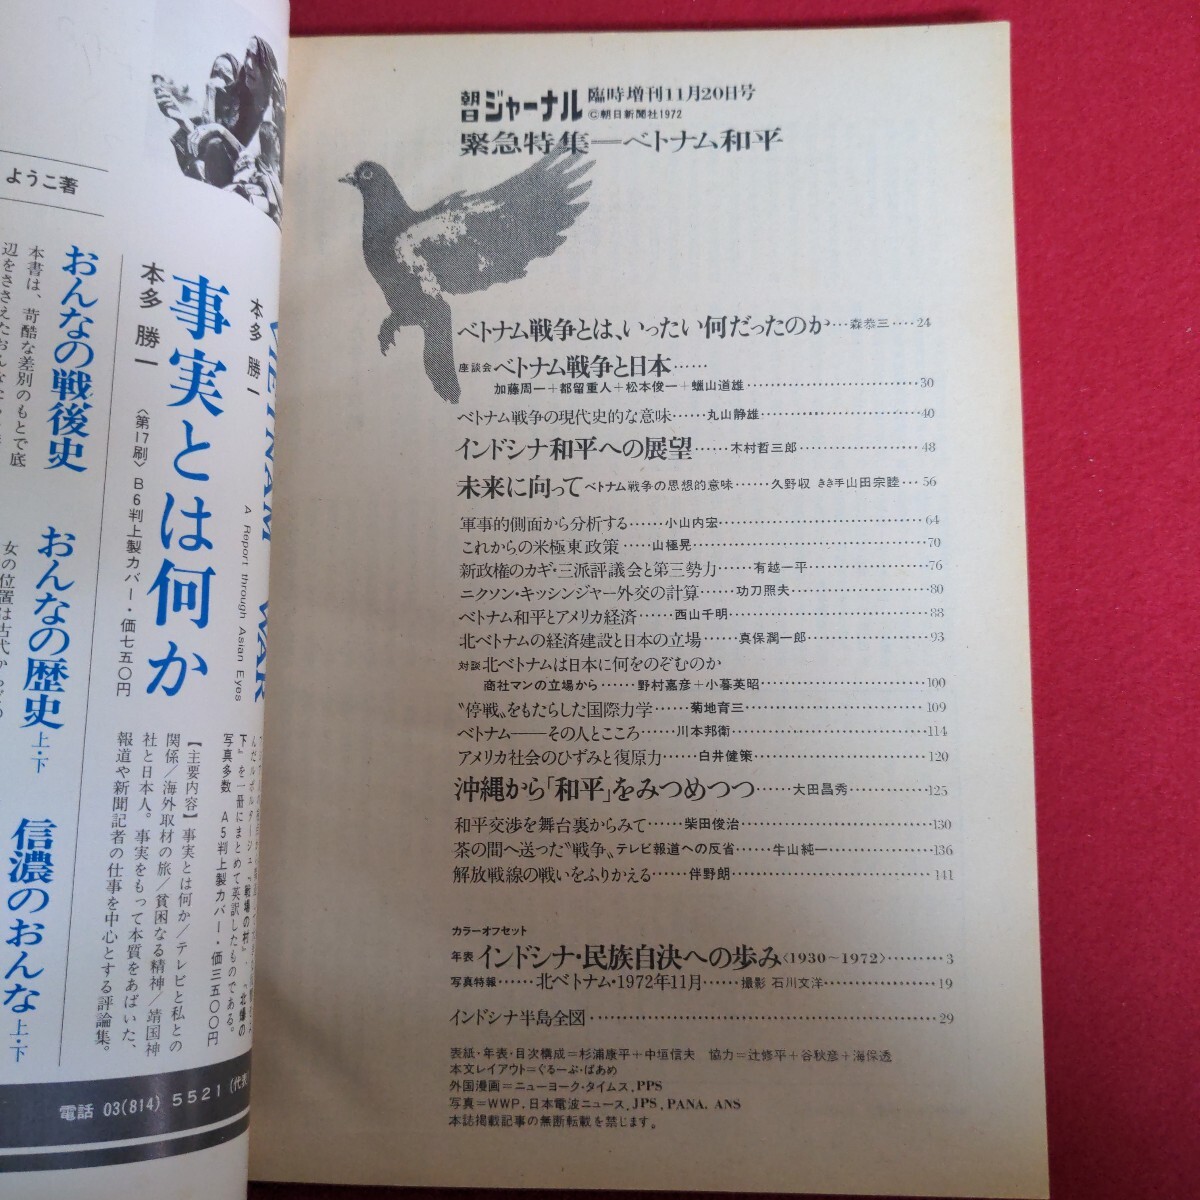 朝日ジャーナル 臨時増刊11月20日号
©朝日新聞社1972
緊急特集―ベトナム和平
ベトナム戦争とは、いったい何だったのか…森恭三….24
座談会 ベトナム戦争と日本……
加藤周一+都留重人+松本俊一+蠟山道雄………30
ベトナム戦争の現代史的な意味……丸山静雄………40
インドシナ和平への展望……木村哲三郎………48
未来に向って ベトナム戦争の思想的意味……久野収 きき手山田宗睦…56
軍事的側面から分析する……小山内宏………64
これからの米極東政策……山極晃………70
新政権のカギ・三派評議会と第三勢力……有越一平………76
ニクソン・キッシンジャー外交の計算……功刀照夫………80
ベトナム和平とアメリカ経済……西山千明………88
北ベトナムの経済建設と日本の立場……真保潤一郎………93
対談 北ベトナムは日本に何をのぞむのか
商社マンの立場から……野村嘉彦+小暮英昭………100
〝停戦〟をもたらした国際力学……菊地育三………109
ベトナム――その人とこころ……川本邦衛………114
アメリカ社会のひずみと復原力……白井健策………120
沖縄から「和平」をみつめつつ……大田昌秀………125
和平交渉を舞台裏からみて……柴田俊治………130
茶の間へ送った〝戦争〟テレビ報道への反省……牛山純一………136
解放戦線の戦いをふりかえる……伴野朗………141
カラーオフセット
年表 インドシナ・民族自決への歩み〈1930~1972〉………3
写真特報……北ベトナム・1972年11月……撮影 石川文洋………19
インドシナ半島全図………29
表紙・年表・目次構成=杉浦康平+中垣信夫 協力=辻修平+谷秋彦+海保透
本文レイアウト=ぐるーぷ・ぱあめ
外国漫画=ニューヨーク・タイムス, PPS
写真=WWP, 日本電波ニュース, JPS, PANA, ANS
本誌掲載記事の無断転載を禁じます。
VIETNAM WAR
A Report through Asian Eyes
本多勝一
下』を一冊にまとめて英訳したものである。
写真多数 A5判上製カバー・価三五〇〇円
事実とは何か
本多勝一
〈第17刷〉B6判上製カバー・価七五〇円
【主要内容】事実とは何か/テレビと私との
関係/海外取材の旅/貧困なる精神/靖国神
社と日本人。事実をもって本質をあばいた、
報道や新聞記者の仕事を中心とする評論集。
ようこ著
おんなの戦後史
本書は、苛酷な差別のもとで底
おんなの歴史 上・下
信濃のおんな 上・下
電話 03(814)5521(代表)